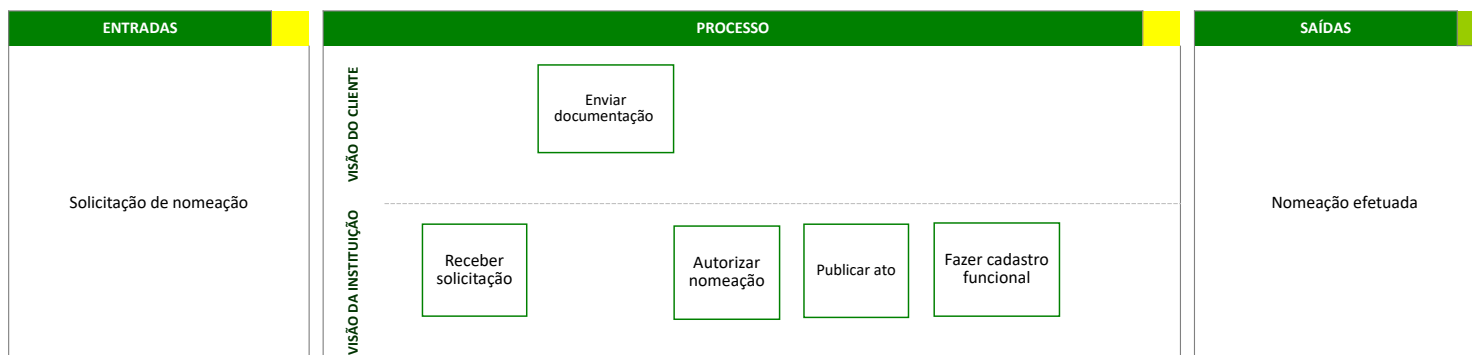 ENTRADAS
PROCESSO
SAÍDAS
Solicitação de nomeação
VISÃO DO CLIENTE
Enviar
documentação
VISÃO DA INSTITUIÇÃO
Receber
solicitação
Autorizar
nomeação
Publicar ato
Fazer cadastro
funcional
Nomeação efetuada